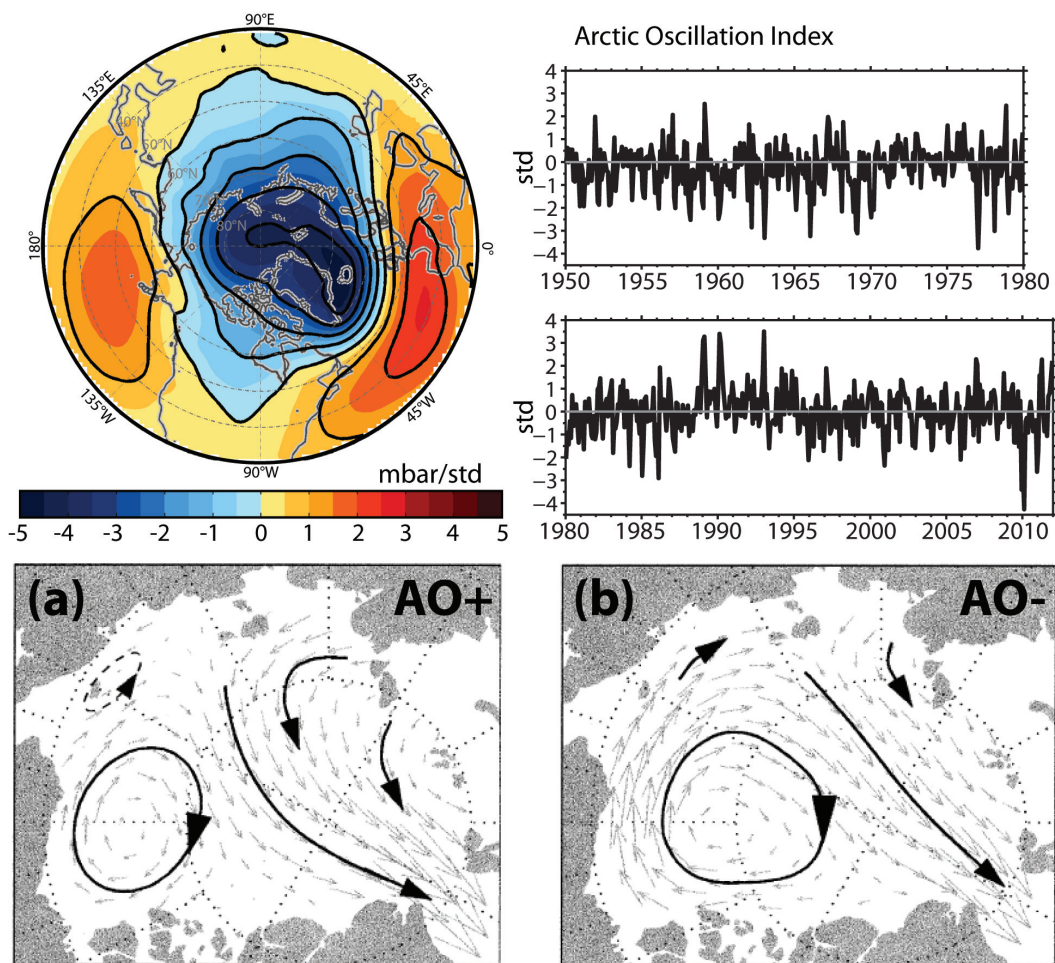 90°E
135°E
45°E
40°N
50°N
60°N
80°N
180°
0°
135°W
45°W
90°W
mbar/std
-5 -4 -3 -2 -1 0 1 2 3 4 5
Arctic Oscillation Index
4
3
2
1
0
−1
−2
−3
−4
std
1950 1955 1960 1965 1970 1975 1980
4
3
2
1
0
−1
−2
−3
−4
std
1980 1985 1990 1995 2000 2005 2010
(a) AO+
(b) AO-